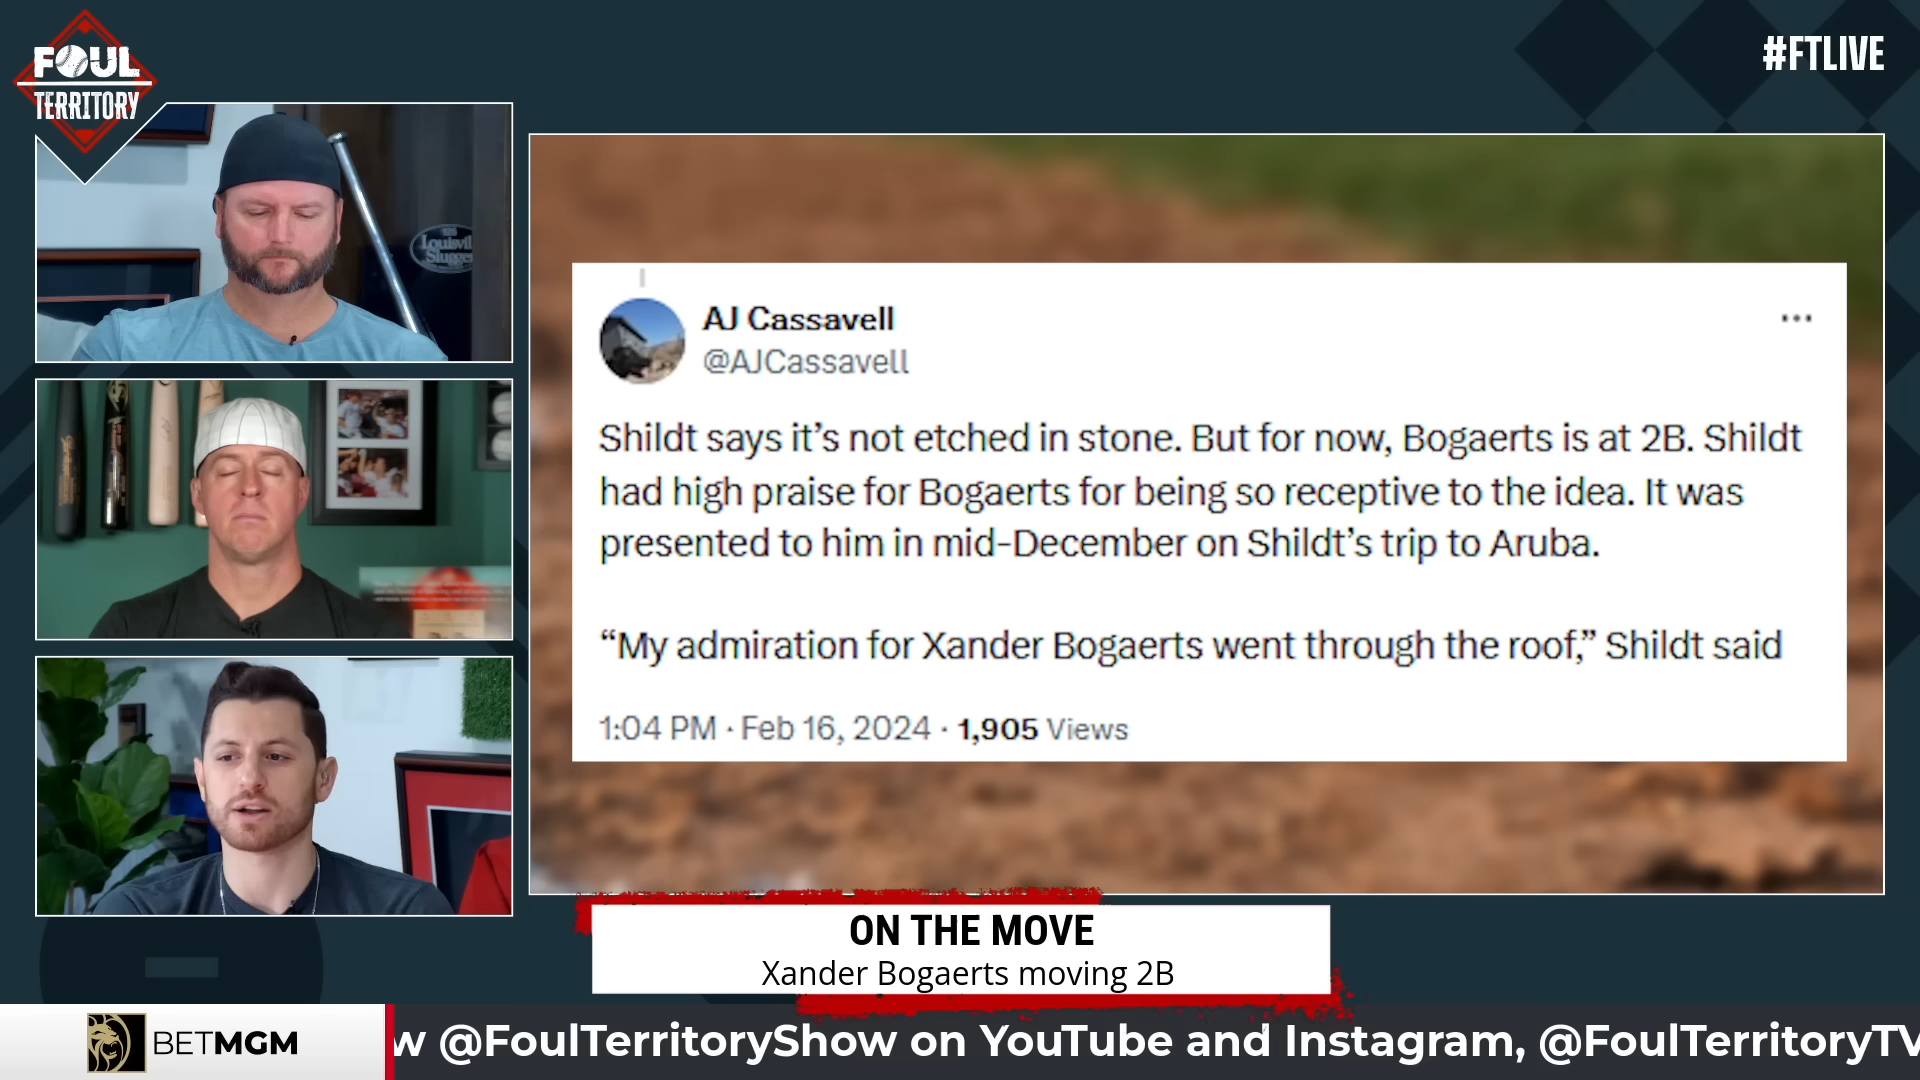 FOUL
TERRITORY
#FTLIVE
Louisvil
Slugger
AJ Cassavell
@AJCassavell
Shildt says it’s not etched in stone. But for now, Bogaerts is at 2B. Shildt
had high praise for Bogaerts for being so receptive to the idea. It was
presented to him in mid-December on Shildt’s trip to Aruba.
“My admiration for Xander Bogaerts went through the roof,” Shildt said
1:04 PM · Feb 16, 2024 · 1,905 Views
ON THE MOVE
Xander Bogaerts moving 2B
BETMGM
w @FoulTerritoryShow on YouTube and Instagram, @FoulTerritoryTV